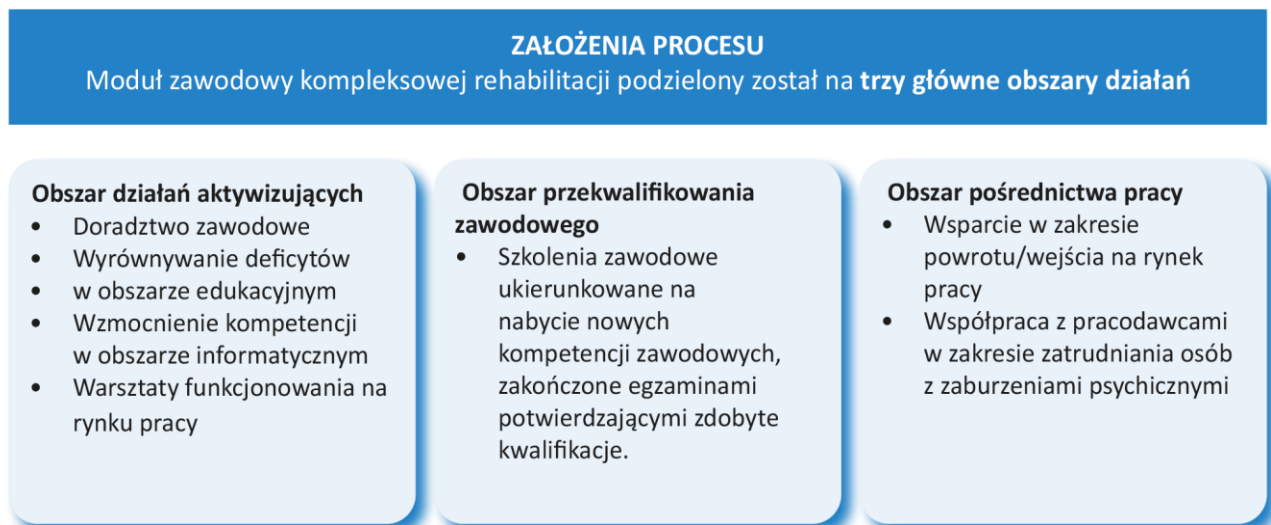 ZAŁOŻENIA PROCESU
Moduł zawodowy kompleksowej rehabilitacji podzielony został na trzy główne obszary działań
Obszar działań aktywizujących
• Doradztwo zawodowe
• Wyrównywanie deficytów
• w obszarze edukacyjnym
• Wzmocnienie kompetencji
w obszarze informatycznym
• Warsztaty funkcjonowania na
rynku pracy
Obszar przekwalifikowania
zawodowego
• Szkolenia zawodowe
ukierunkowane na
nabycie nowych
kompetencji zawodowych,
zakończone egzaminami
potwierdzającymi zdobyte
kwalifikacje.
Obszar pośrednictwa pracy
• Wsparcie w zakresie
powrotu/wejścia na rynek
pracy
• Współpraca z pracodawcami
w zakresie zatrudniania osób
z zaburzeniami psychicznymi